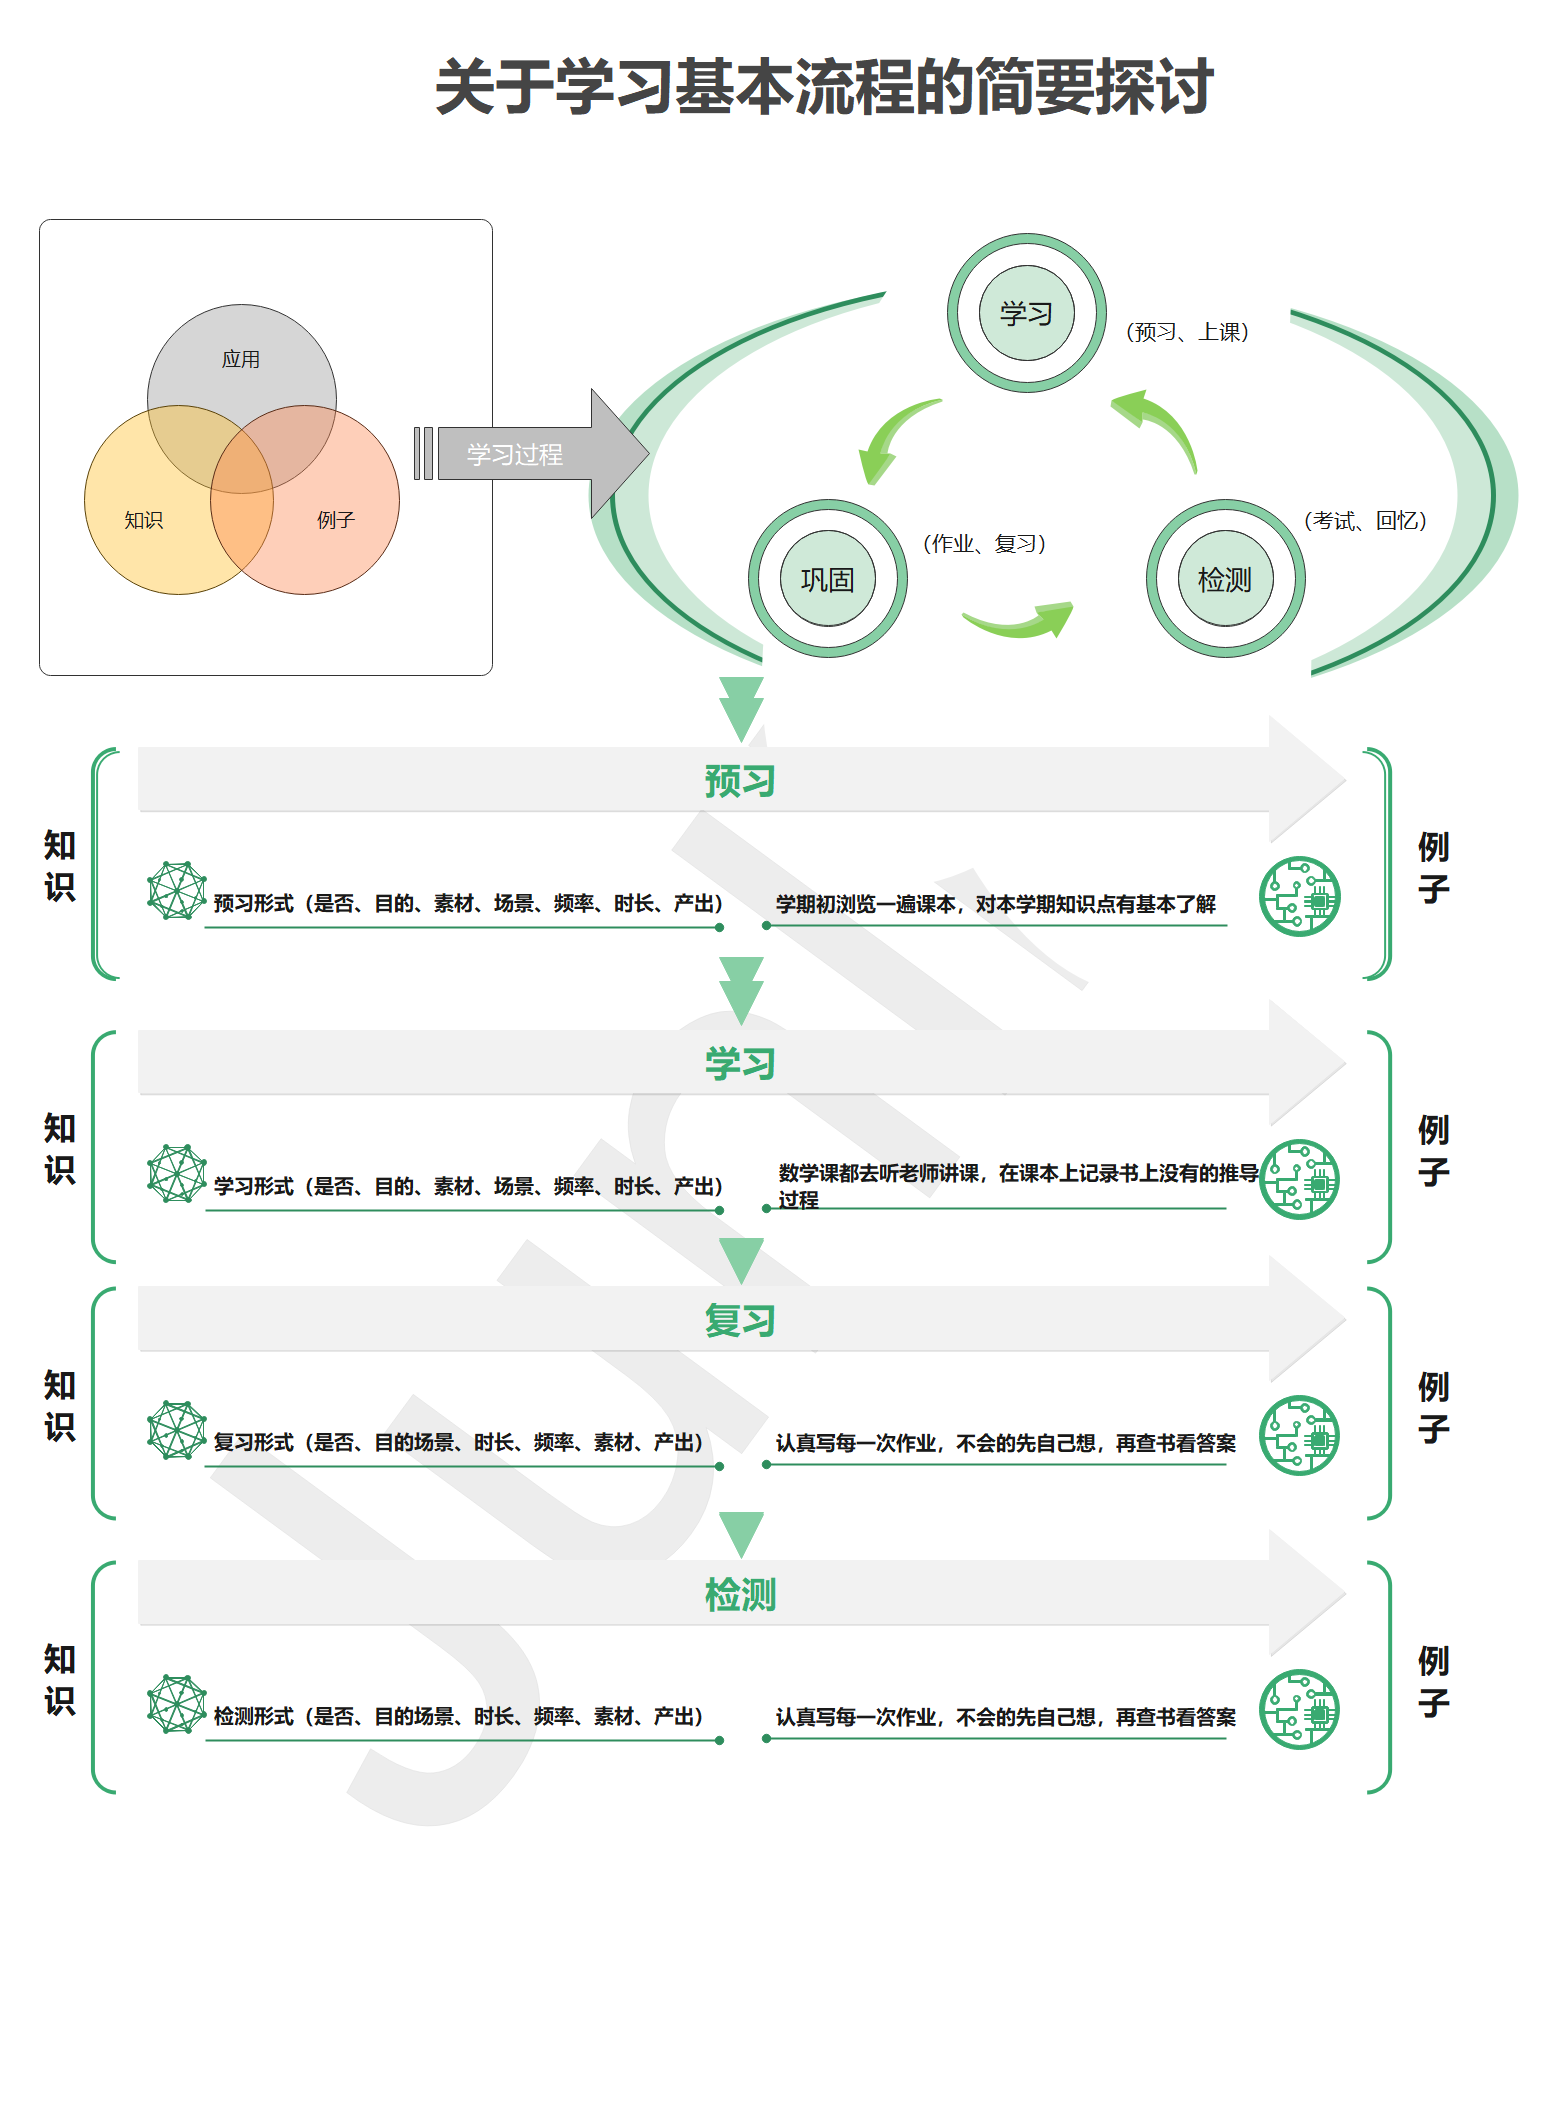 关于学习基本流程的简要探讨
应用
知识
例子
学习过程
学习
（预习、上课）
巩固
（作业、复习）
检测
（考试、回忆）
预习
知
识
预习形式（是否、目的、素材、场景、频率、时长、产出）
学期初浏览一遍课本，对本学期知识点有基本了解
例
子
学习
知
识
学习形式（是否、目的、素材、场景、频率、时长、产出）
数学课都去听老师讲课，在课本上记录书上没有的推导
过程
例
子
复习
知
识
复习形式（是否、目的场景、时长、频率、素材、产出）
认真写每一次作业，不会的先自己想，再查书看答案
例
子
检测
知
识
检测形式（是否、目的场景、时长、频率、素材、产出）
认真写每一次作业，不会的先自己想，再查书看答案
例
子